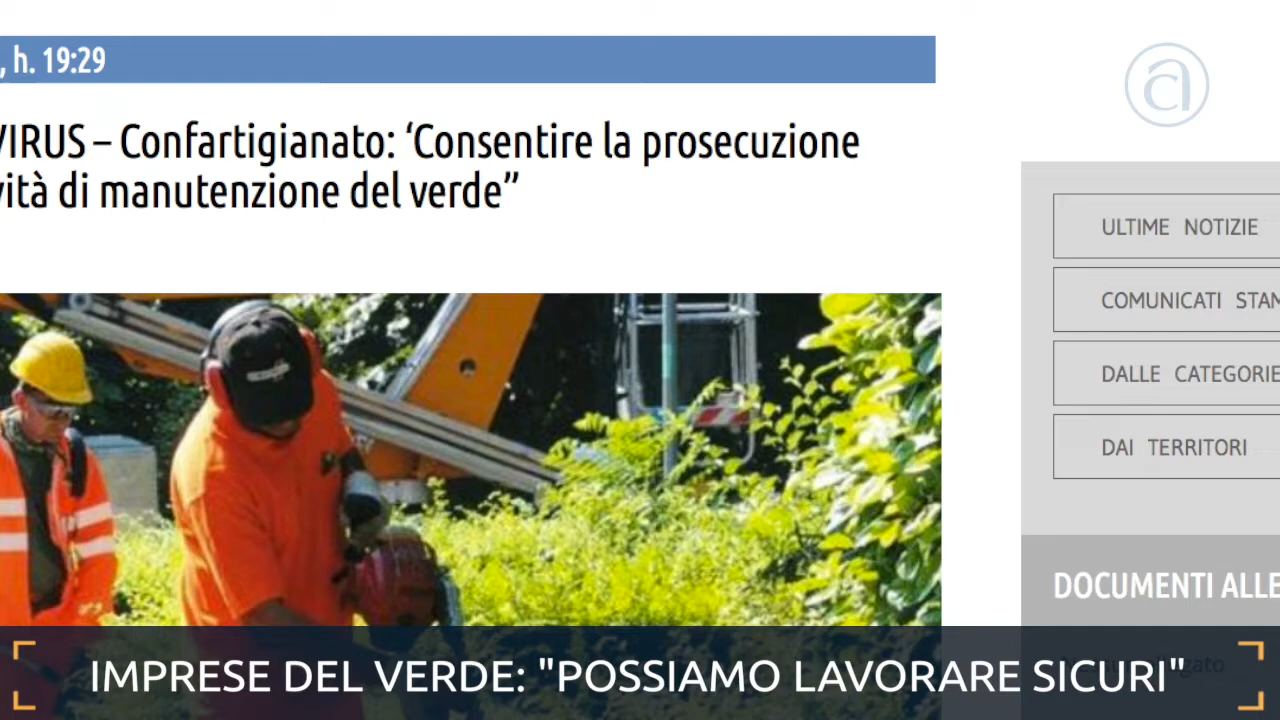 , h. 19:29
VIRUS – Confartigianato: ‘Consentire la prosecuzione
vità di manutenzione del verde”
ULTIME NOTIZIE
COMUNICATI STAM
DALLE CATEGORIE
DAI TERRITORI
DOCUMENTI ALLE
IMPRESE DEL VERDE: "POSSIAMO LAVORARE SICURI"